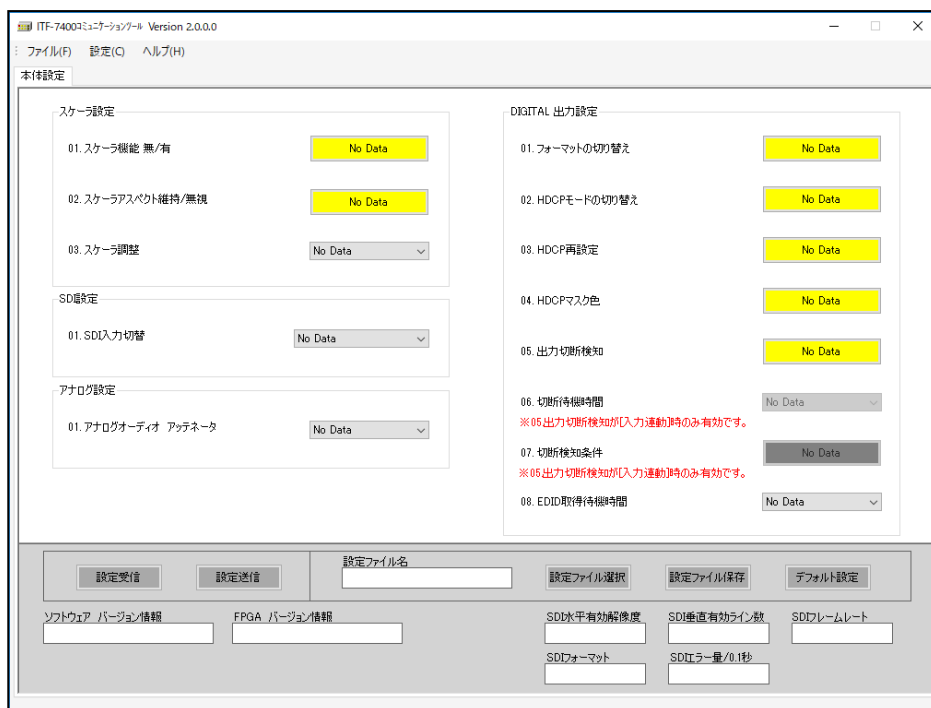 ITF-7400コミュニケーションツール Version 2.0.0.0
ファイル(F) 設定(C) ヘルプ(H)
本体設定
スケーラ設定
01. スケーラ機能 無/有 No Data
02. スケーラアスペクト維持/無視 No Data
03. スケーラ調整 No Data
SDI設定
01. SDI入力切替 No Data
アナログ設定
01. アナログオーディオ アッテネータ No Data
DIGITAL 出力設定
01. フォーマットの切り替え No Data
02. HDCPモードの切り替え No Data
03. HDCP再設定 No Data
04. HDCPマスク色 No Data
05. 出力切断検知 No Data
06. 切断待機時間 No Data
※05.出力切断検知が[入力連動]時のみ有効です。
07. 切断検知条件 No Data
※05.出力切断検知が[入力連動]時のみ有効です。
08. EDID取得待機時間 No Data
設定受信 設定送信
設定ファイル名
設定ファイル選択 設定ファイル保存 デフォルト設定
ソフトウェア バージョン情報 FPGA バージョン情報
SDI水平有効解像度 SDI垂直有効ライン数 SDIフレームレート
SDIフォーマット SDIエラー量/0.1秒